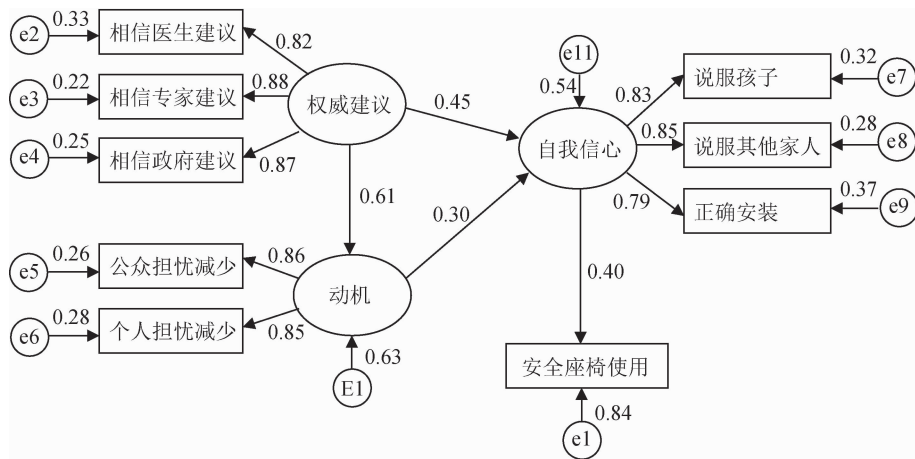 e2
0.33
相信医生建议
0.82
e3
0.22
相信专家建议
0.88
e4
0.25
相信政府建议
0.87
权威建议
0.45
0.61
e5
0.26
公众担忧减少
0.86
e6
0.28
个人担忧减少
0.85
动机
0.30
0.63
E1
e11
0.54
自我信心
0.83
说服孩子
0.32
e7
0.85
说服其他家人
0.28
e8
0.79
正确安装
0.37
e9
0.40
安全座椅使用
0.84
e1